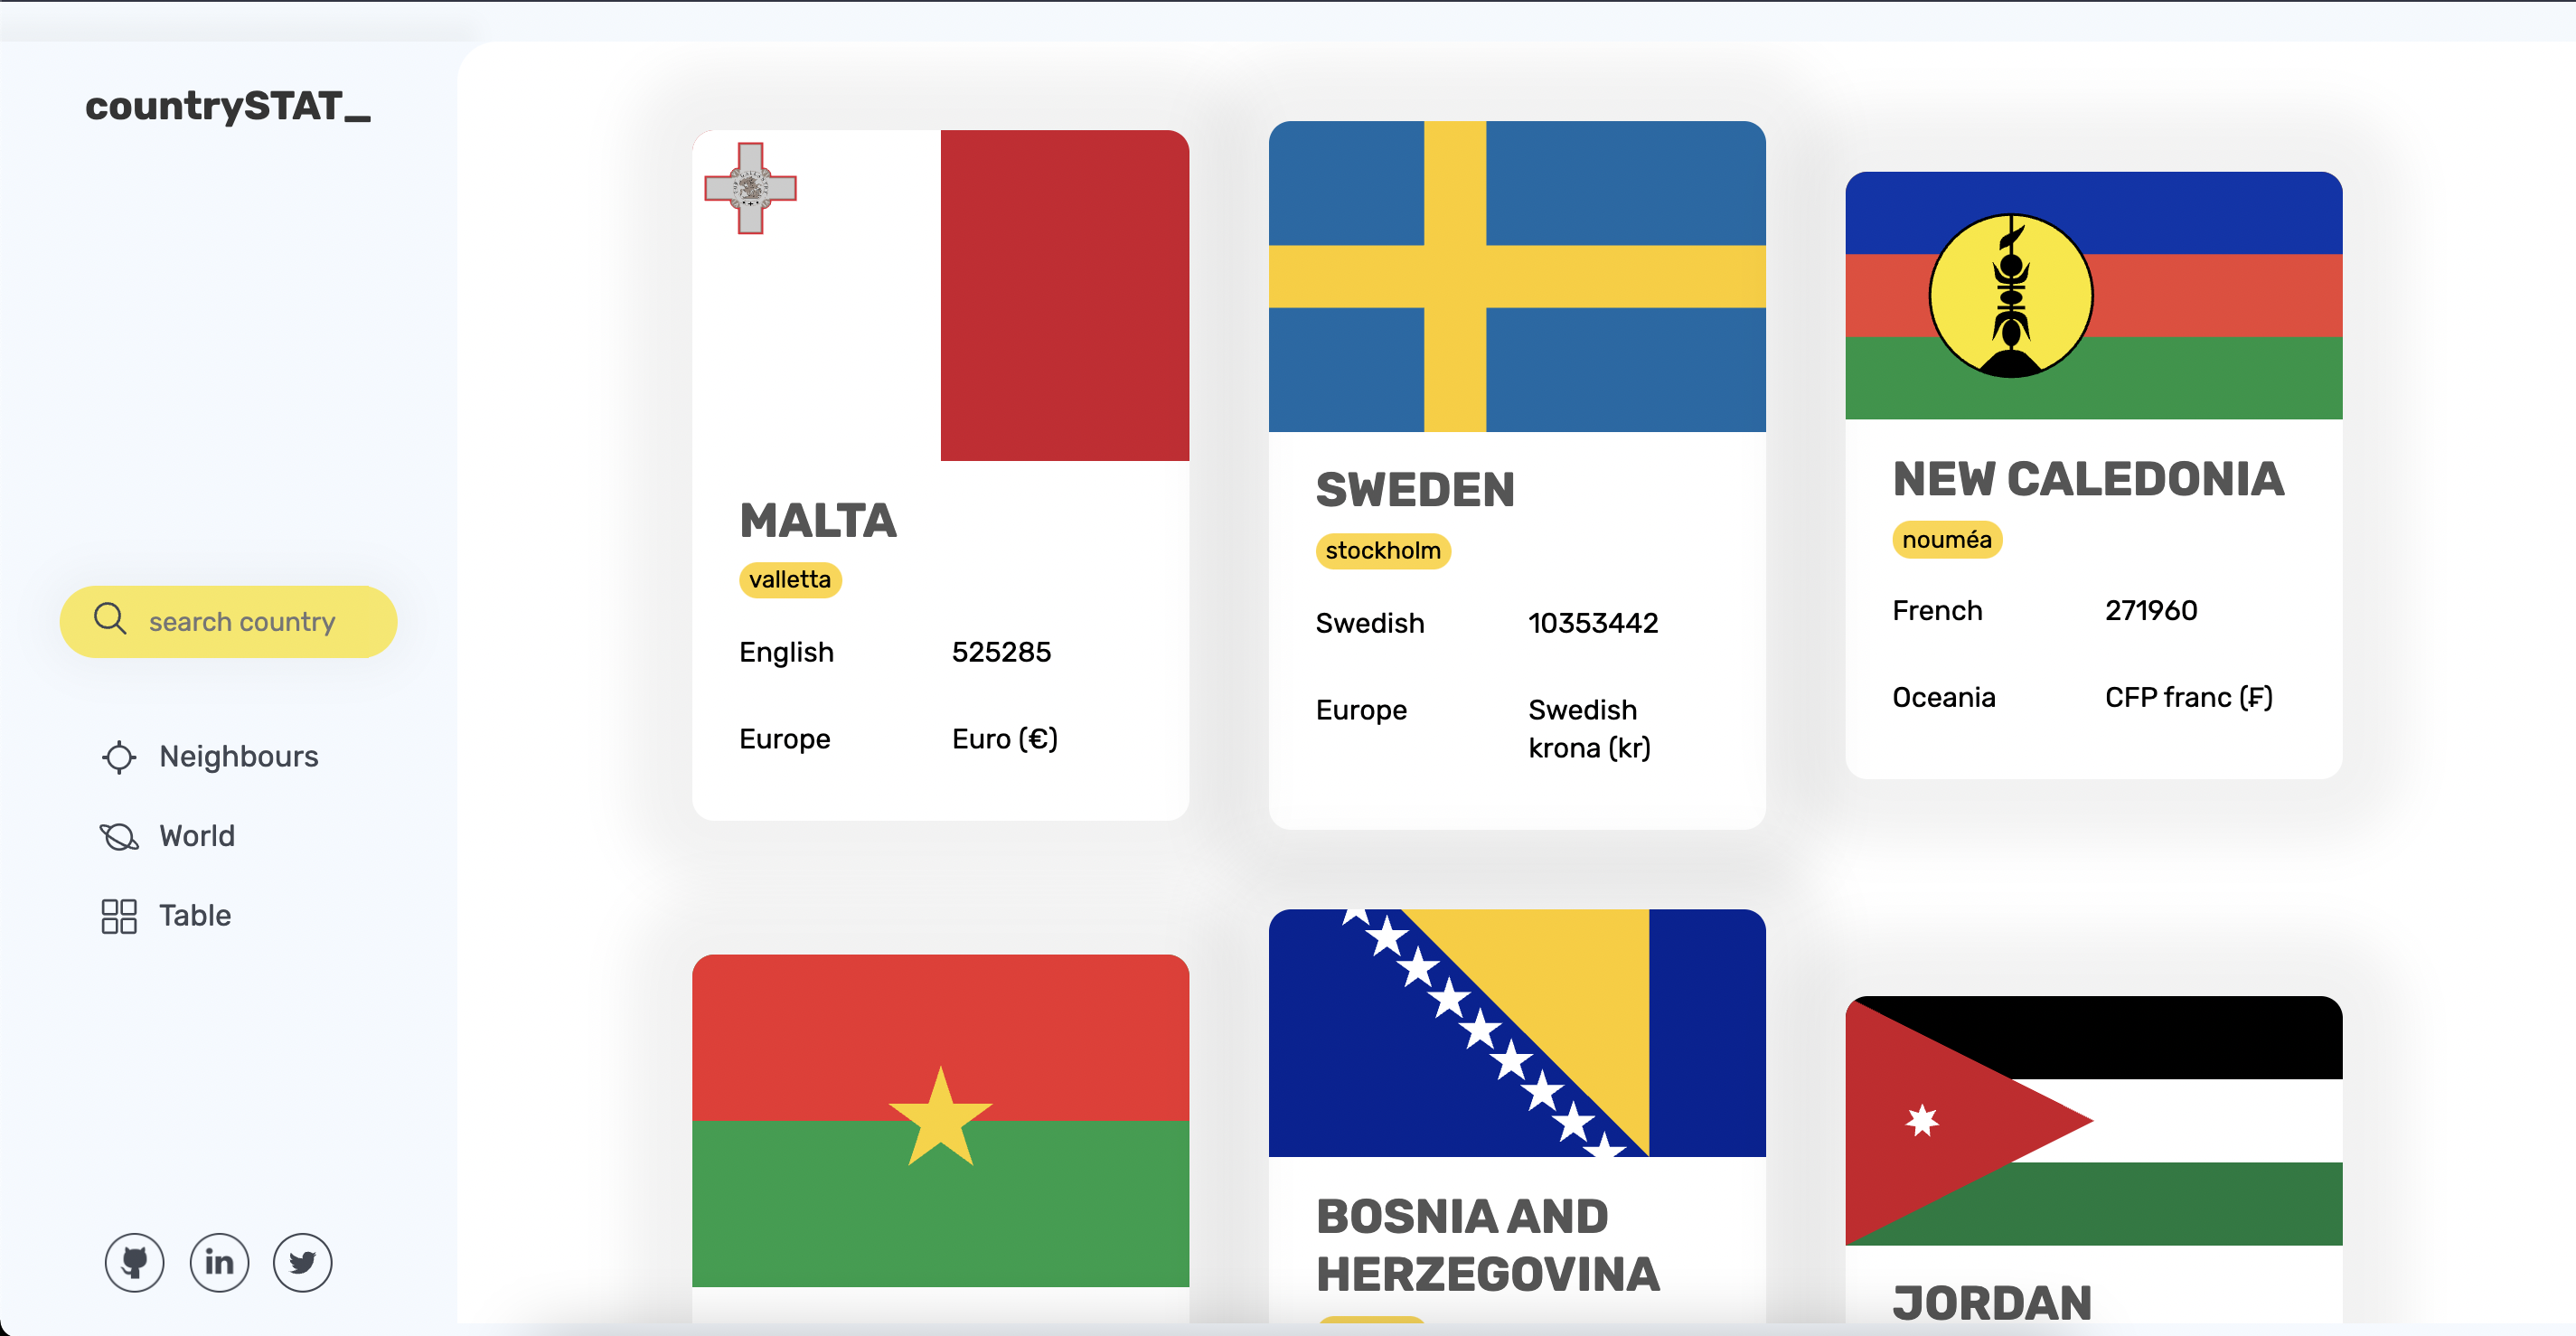 countrySTAT_
search country
Neighbours
World
Table
MALTA
valletta
English 525285
Europe Euro (€)
SWEDEN
stockholm
Swedish 10353442
Europe Swedish
krona (kr)
NEW CALEDONIA
nouméa
French 271960
Oceania CFP franc (₣)
BOSNIA AND
HERZEGOVINA
JORDAN
in